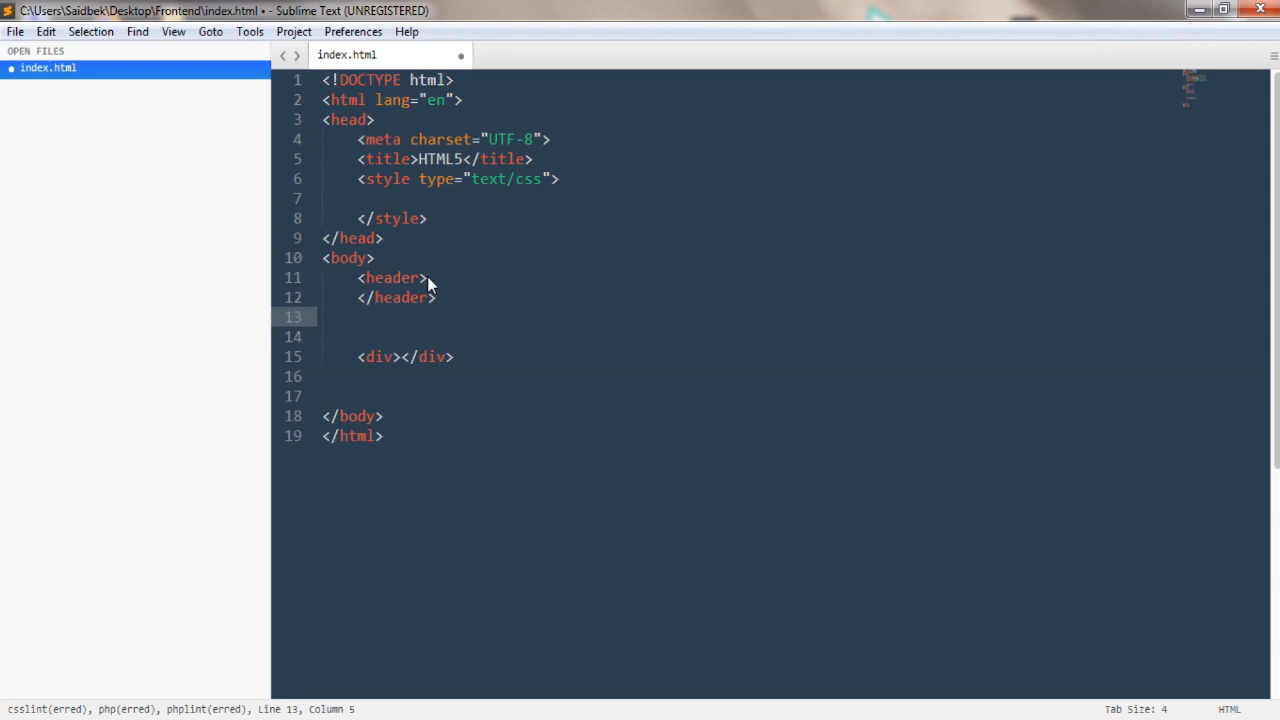 C:\Users\Saidbek\Desktop\Frontend\index.html • - Sublime Text (UNREGISTERED)
File Edit Selection Find View Goto Tools Project Preferences Help
OPEN FILES
index.html
index.html
1 <!DOCTYPE html>
2 <html lang="en">
3 <head>
4 <meta charset="UTF-8">
5 <title>HTML5</title>
6 <style type="text/css">
7
8 </style>
9 </head>
10 <body>
11 <header>
12 </header>
13
14
15 <div></div>
16
17
18 </body>
19 </html>
csslint(erred), php(erred), phplint(erred), Line 13, Column 5 Tab Size: 4 HTML